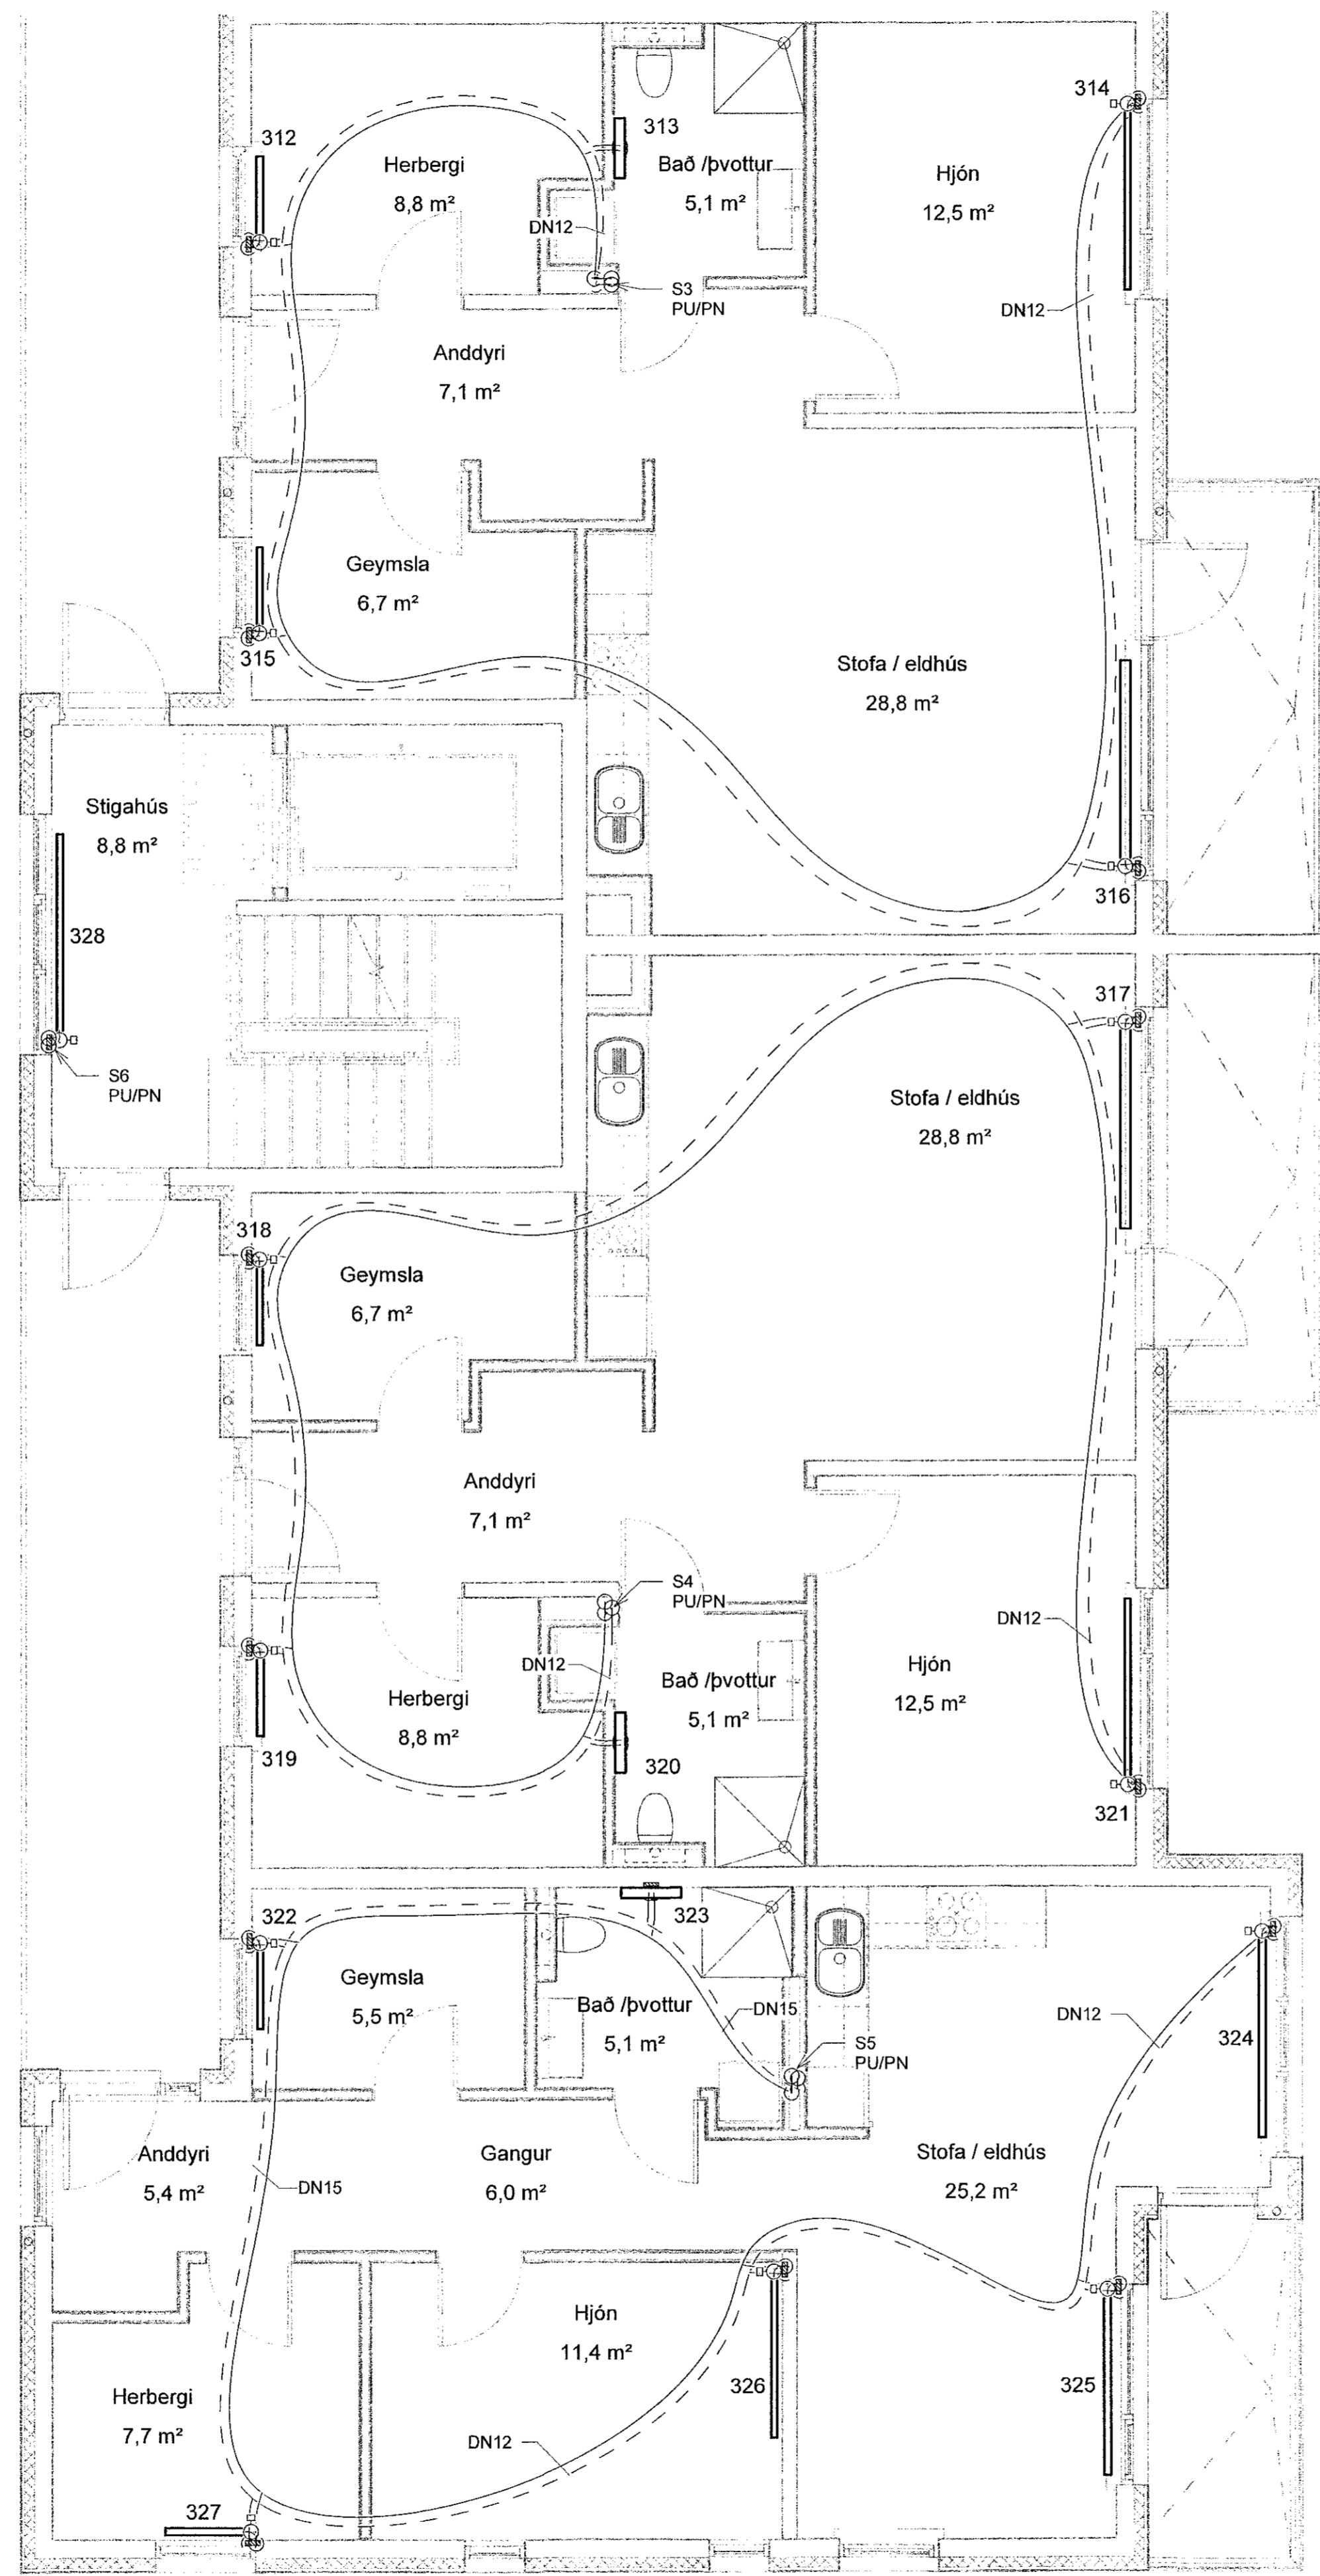 314
313
312
Herbergi
8,8 m²
Bað /þvottur
5,1 m²
Hjón
12,5 m²
DN12
S3
PU/PN
DN12
Anddyri
7,1 m²
Geymsla
6,7 m²
315
Stofa / eldhús
28,8 m²
Stigahús
8,8 m²
316
328
317
S6
PU/PN
Stofa / eldhús
28,8 m²
318
Geymsla
6,7 m²
Anddyri
7,1 m²
S4
PU/PN
DN12
DN12
Herbergi
8,8 m²
Bað /þvottur
5,1 m²
Hjón
12,5 m²
319
320
321
322
323
Geymsla
5,5 m²
Bað /þvottur
5,1 m²
DN15
DN12
324
S5
PU/PN
Anddyri
5,4 m²
Gangur
6,0 m²
Stofa / eldhús
25,2 m²
DN15
Hjón
11,4 m²
326
325
Herbergi
7,7 m²
DN12
327